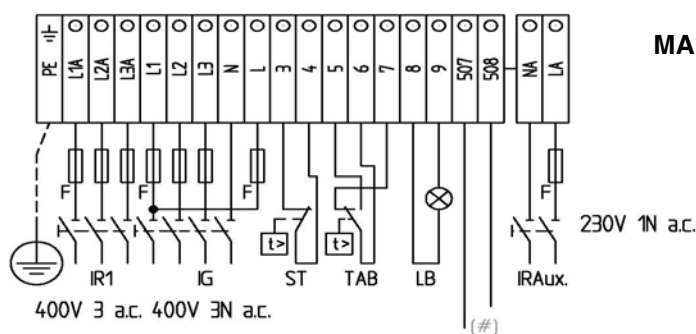 MA
PE L1A L2A L3A L1 L2 L3 N L 3 4 5 6 7 8 9 507 508 NA LA
F F F
t> t>
230V 1N a.c.
IR1 IG ST TAB LB IRAux.
400V 3 a.c. 400V 3N a.c.
(#)